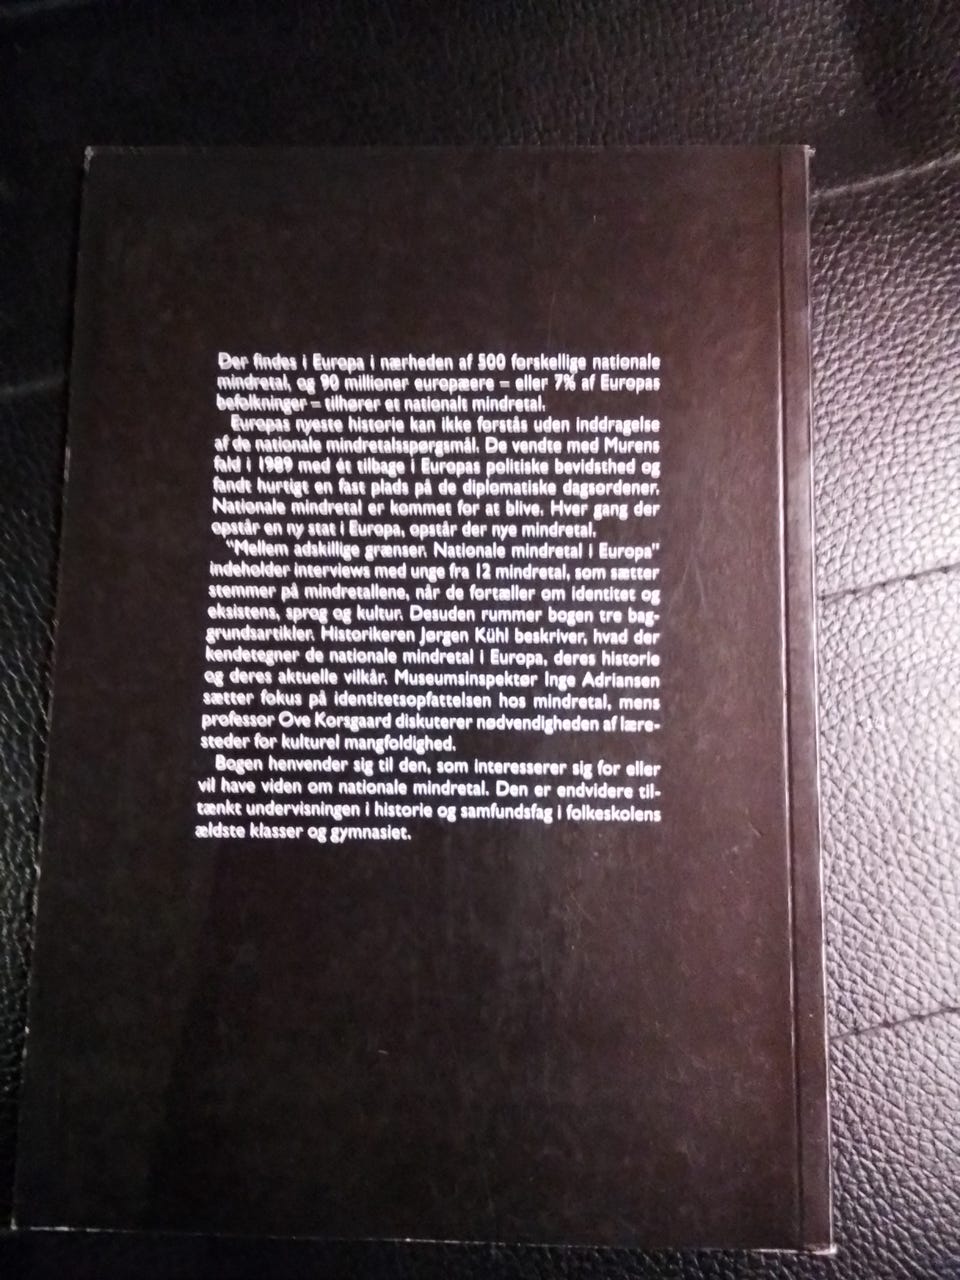 Der findes i Europa i nærheden af 500 forskellige nationale
mindretal, og 90 millioner europæere – eller 7% af Europas
befolkninger – tilhører et nationalt mindretal.
Europas nyeste historie kan ikke forstås uden inddragelse
af de nationale mindretalsspørgsmål. De vendte med Murens
fald i 1989 med ét tilbage i Europas politiske bevidsthed og
fandt hurtigt en fast plads på de diplomatiske dagsordener.
Nationale mindretal er kommet for at blive. Hver gang der
opstår en ny stat i Europa, opstår der nye mindretal.
"Mellem adskillige grænser. Nationale mindretal i Europa"
indeholder interviews med unge fra 12 mindretal, som sætter
stemmer på mindretallene, når de fortæller om identitet og
eksistens, sprog og kultur. Desuden rummer bogen tre bag-
grundsartikler. Historikeren Jørgen Kühl beskriver, hvad der
kendetegner de nationale mindretal i Europa, deres historie
og deres aktuelle vilkår. Museumsinspektør Inge Adriansen
sætter fokus på identitetsopfattelsen hos mindretal, mens
professor Ove Korsgaard diskuterer nødvendigheden af lære-
steder for kulturel mangfoldighed.
Bogen henvender sig til den, som interesserer sig for eller
vil have viden om nationale mindretal. Den er endvidere til-
tænkt undervisningen i historie og samfundsfag i folkeskolens
ældste klasser og gymnasiet.